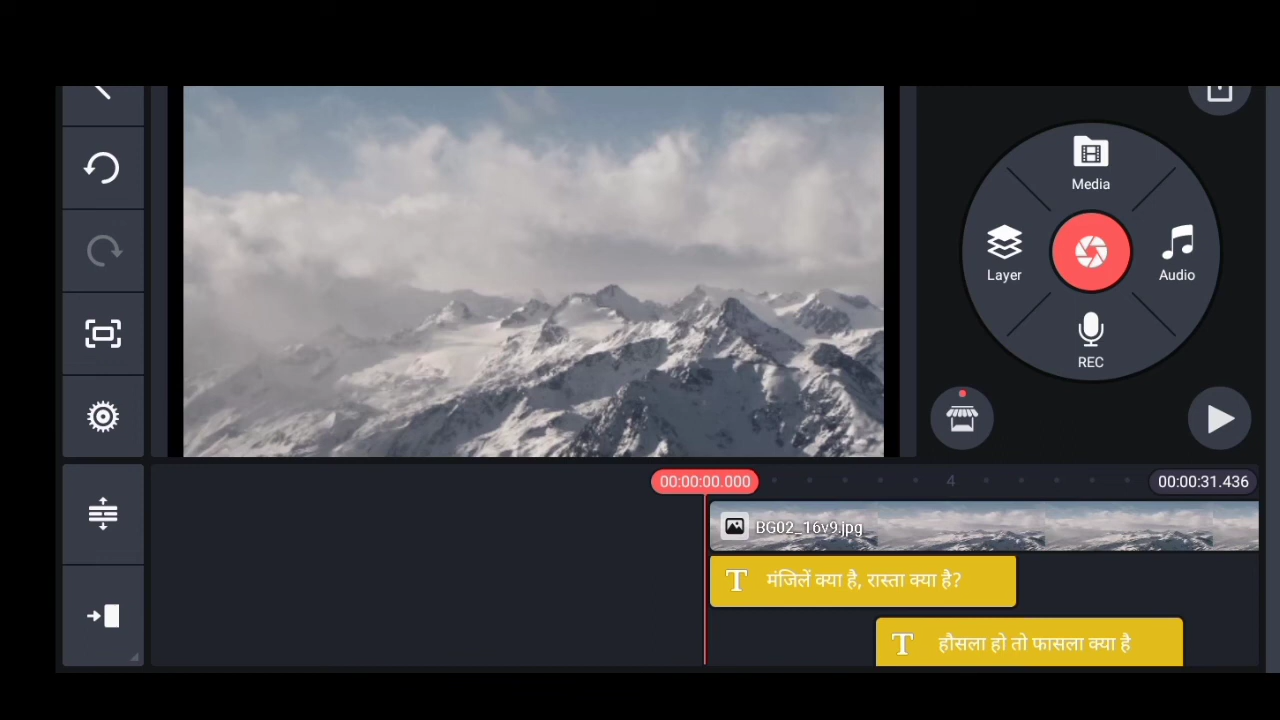 Media
Layer
Audio
REC
00:00:00.000
4
00:00:31.436
BG02_16v9.jpg
T मंजिलें क्या है, रास्ता क्या है?
T हौसला हो तो फासला क्या है